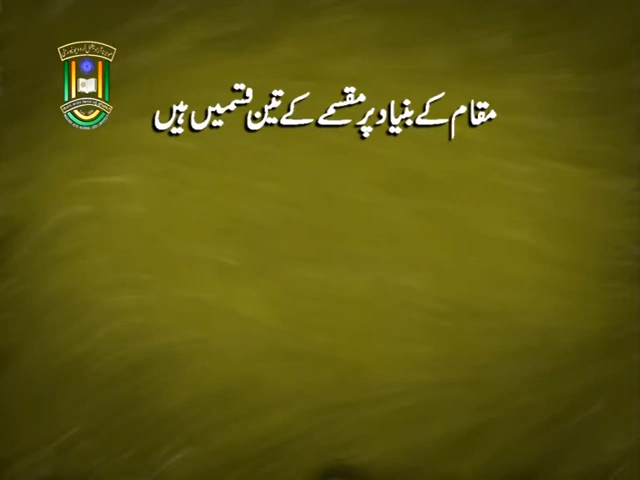 مقام کے بنیاد پر مقسمے کے تین قسمیں ہیں